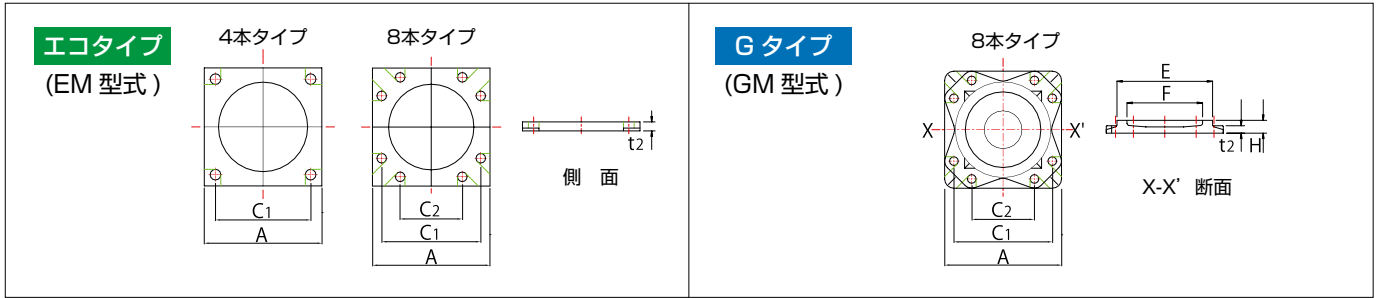 エコタイプ
(EM 型式 )
4本タイプ
C1
A
8本タイプ
C2
C1
A
t2
側 面
G タイプ
(GM 型式 )
8本タイプ
X X'
C2
C1
A
E
F
t2 H
X-X' 断面